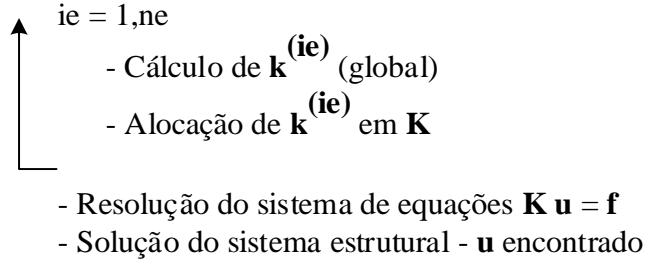 ie = 1,ne
- Cálculo de k(ie) (global)
- Alocação de k(ie) em K
- Resolução do sistema de equações K u = f
- Solução do sistema estrutural - u encontrado